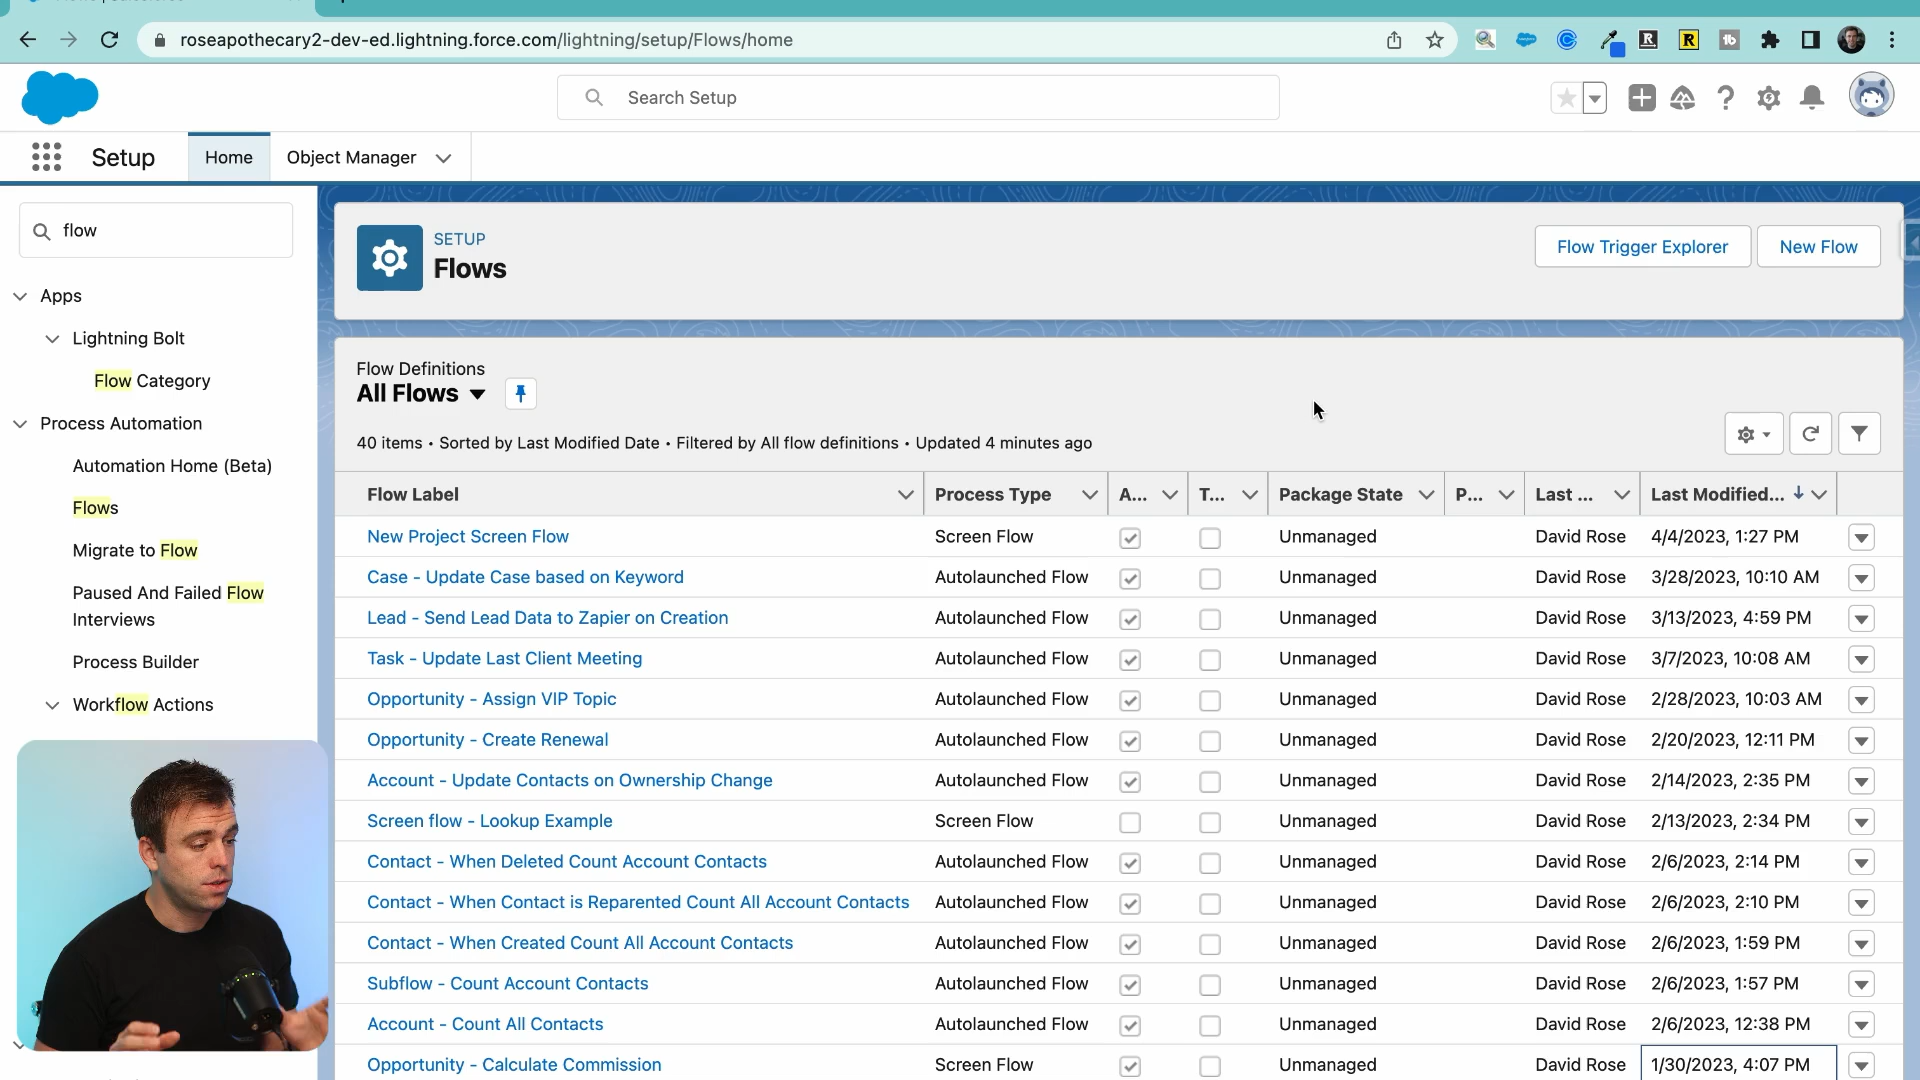 roseapothecary2-dev-ed.lightning.force.com/lightning/setup/Flows/home
Search Setup
Setup
Home
Object Manager
flow
Apps
Lightning Bolt
Flow Category
Process Automation
Automation Home (Beta)
Flows
Migrate to Flow
Paused And Failed Flow
Interviews
Process Builder
Workflow Actions
SETUP
Flows
Flow Trigger Explorer
New Flow
Flow Definitions
All Flows
40 items • Sorted by Last Modified Date • Filtered by All flow definitions • Updated 4 minutes ago
Flow Label Process Type A... T... Package State P... Last ... Last Modified...
New Project Screen Flow Screen Flow Unmanaged David Rose 4/4/2023, 1:27 PM
Case - Update Case based on Keyword Autolaunched Flow Unmanaged David Rose 3/28/2023, 10:10 AM
Lead - Send Lead Data to Zapier on Creation Autolaunched Flow Unmanaged David Rose 3/13/2023, 4:59 PM
Task - Update Last Client Meeting Autolaunched Flow Unmanaged David Rose 3/7/2023, 10:08 AM
Opportunity - Assign VIP Topic Autolaunched Flow Unmanaged David Rose 2/28/2023, 10:03 AM
Opportunity - Create Renewal Autolaunched Flow Unmanaged David Rose 2/20/2023, 12:11 PM
Account - Update Contacts on Ownership Change Autolaunched Flow Unmanaged David Rose 2/14/2023, 2:35 PM
Screen flow - Lookup Example Screen Flow Unmanaged David Rose 2/13/2023, 2:34 PM
Contact - When Deleted Count Account Contacts Autolaunched Flow Unmanaged David Rose 2/6/2023, 2:14 PM
Contact - When Contact is Reparented Count All Account Contacts Autolaunched Flow Unmanaged David Rose 2/6/2023, 2:10 PM
Contact - When Created Count All Account Contacts Autolaunched Flow Unmanaged David Rose 2/6/2023, 1:59 PM
Subflow - Count Account Contacts Autolaunched Flow Unmanaged David Rose 2/6/2023, 1:57 PM
Account - Count All Contacts Autolaunched Flow Unmanaged David Rose 2/6/2023, 12:38 PM
Opportunity - Calculate Commission Screen Flow Unmanaged David Rose 1/30/2023, 4:07 PM